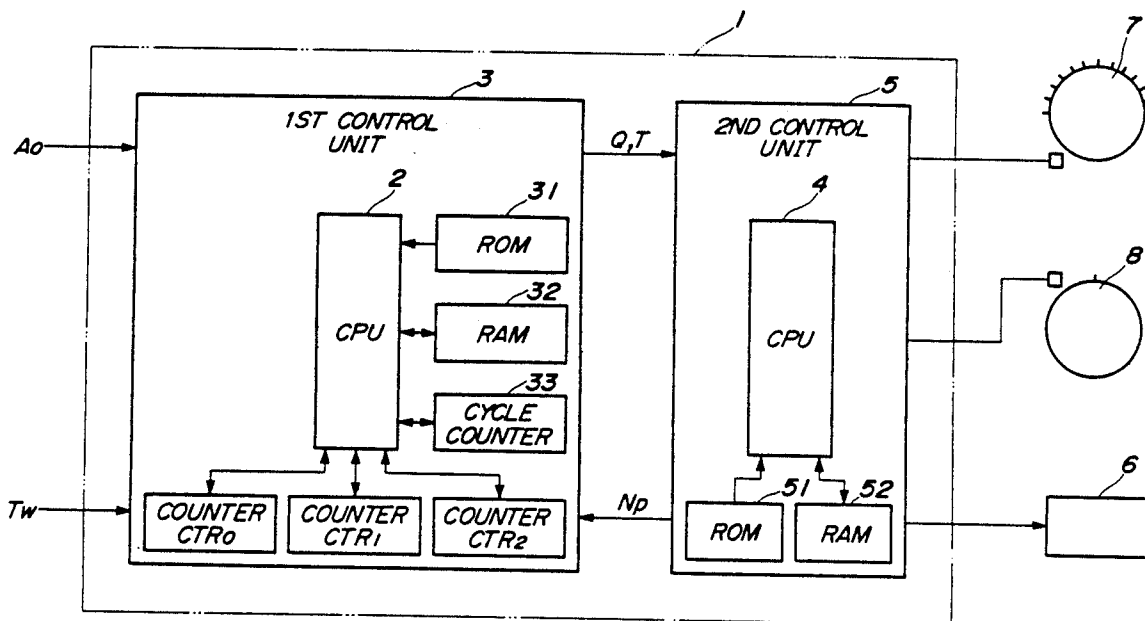 1
7
3
5
1ST CONTROL
UNIT
2ND CONTROL
UNIT
Ao
Q,T
2
31
4
ROM
8
32
CPU
RAM
CPU
33
CYCLE
COUNTER
6
51
52
Tw
Np
COUNTER
CTR0
COUNTER
CTR1
COUNTER
CTR2
ROM
RAM